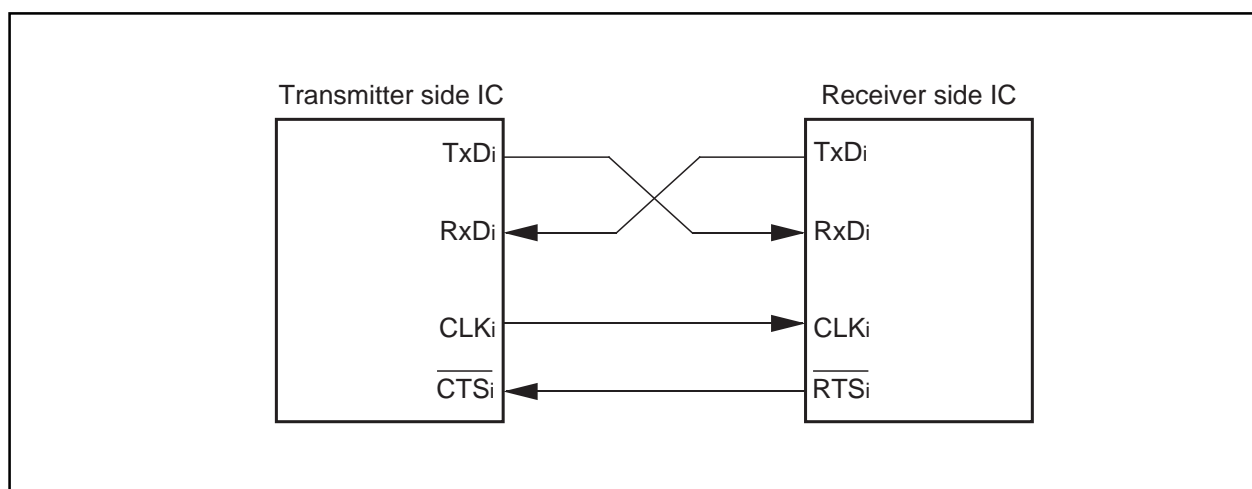 Transmitter side IC
Receiver side IC
TxDi
TxDi
RxDi
RxDi
CLKi
CLKi
CTSi
RTSi